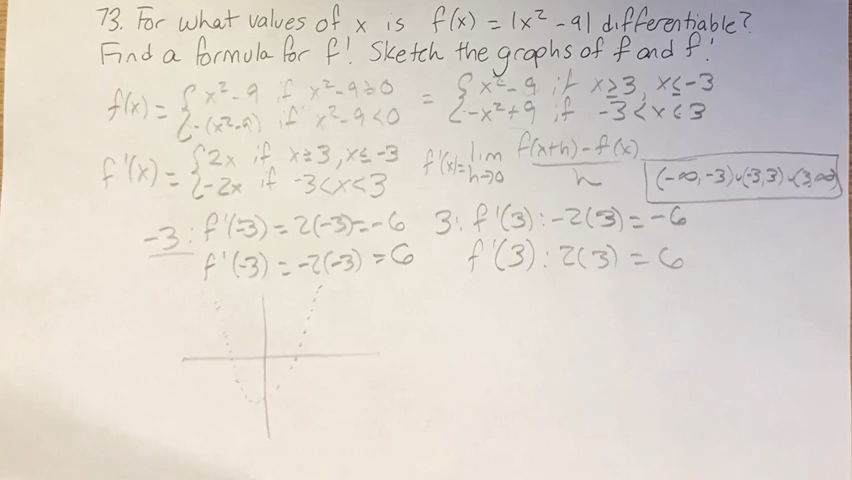 73. For what values of x is f(x) = |x² - 9| differentiable?
Find a formula for f'. Sketch the graphs of f and f'.
f(x) = { x² - 9 if x² - 9 ≥ 0 = { x² - 9 if x ≥ 3, x ≤ -3
-(x² - 9) if x² - 9 < 0 -x² + 9 if -3 < x < 3
f'(x) = { 2x if x ≥ 3, x ≤ -3 f'(x) = lim h→0 f(x+h) - f(x) / h
-2x if -3 < x < 3 (-∞, -3) ∪ (-3, 3) ∪ (3, ∞)
-3: f'(-3) = 2(-3) = -6 3: f'(3): -2(3) = -6
f'(-3) = -2(-3) = 6 f'(3): 2(3) = 6